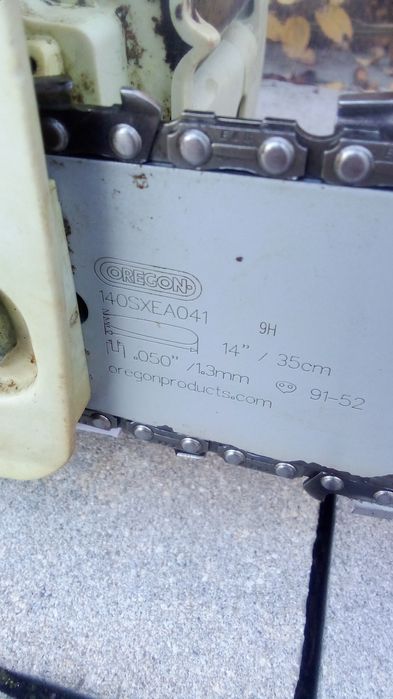 OREGON
140SXEA041
9H
14" / 35cm
.050" /1.3mm
91-52
oregonproducts.com